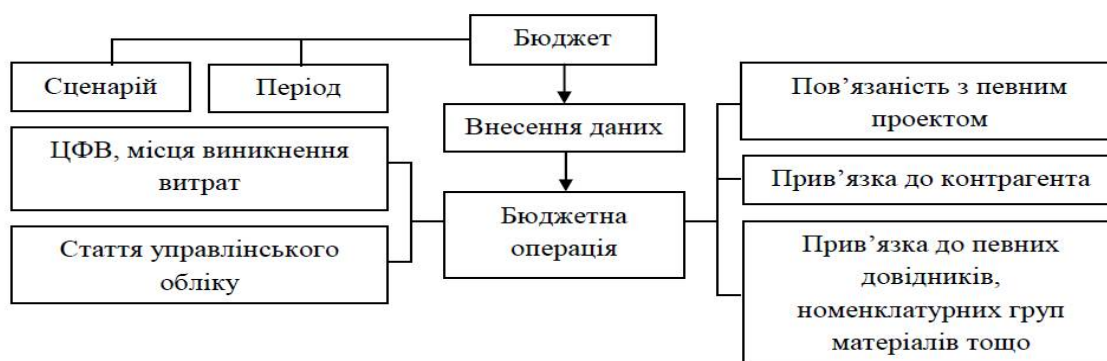 Бюджет
Сценарій
Період
Внесення даних
ЦФВ, місця виникнення
витрат
Стаття управлінського
обліку
Бюджетна
операція
Пов’язаність з певним
проектом
Прив’язка до контрагента
Прив’язка до певних
довідників,
номенклатурних груп
матеріалів тощо